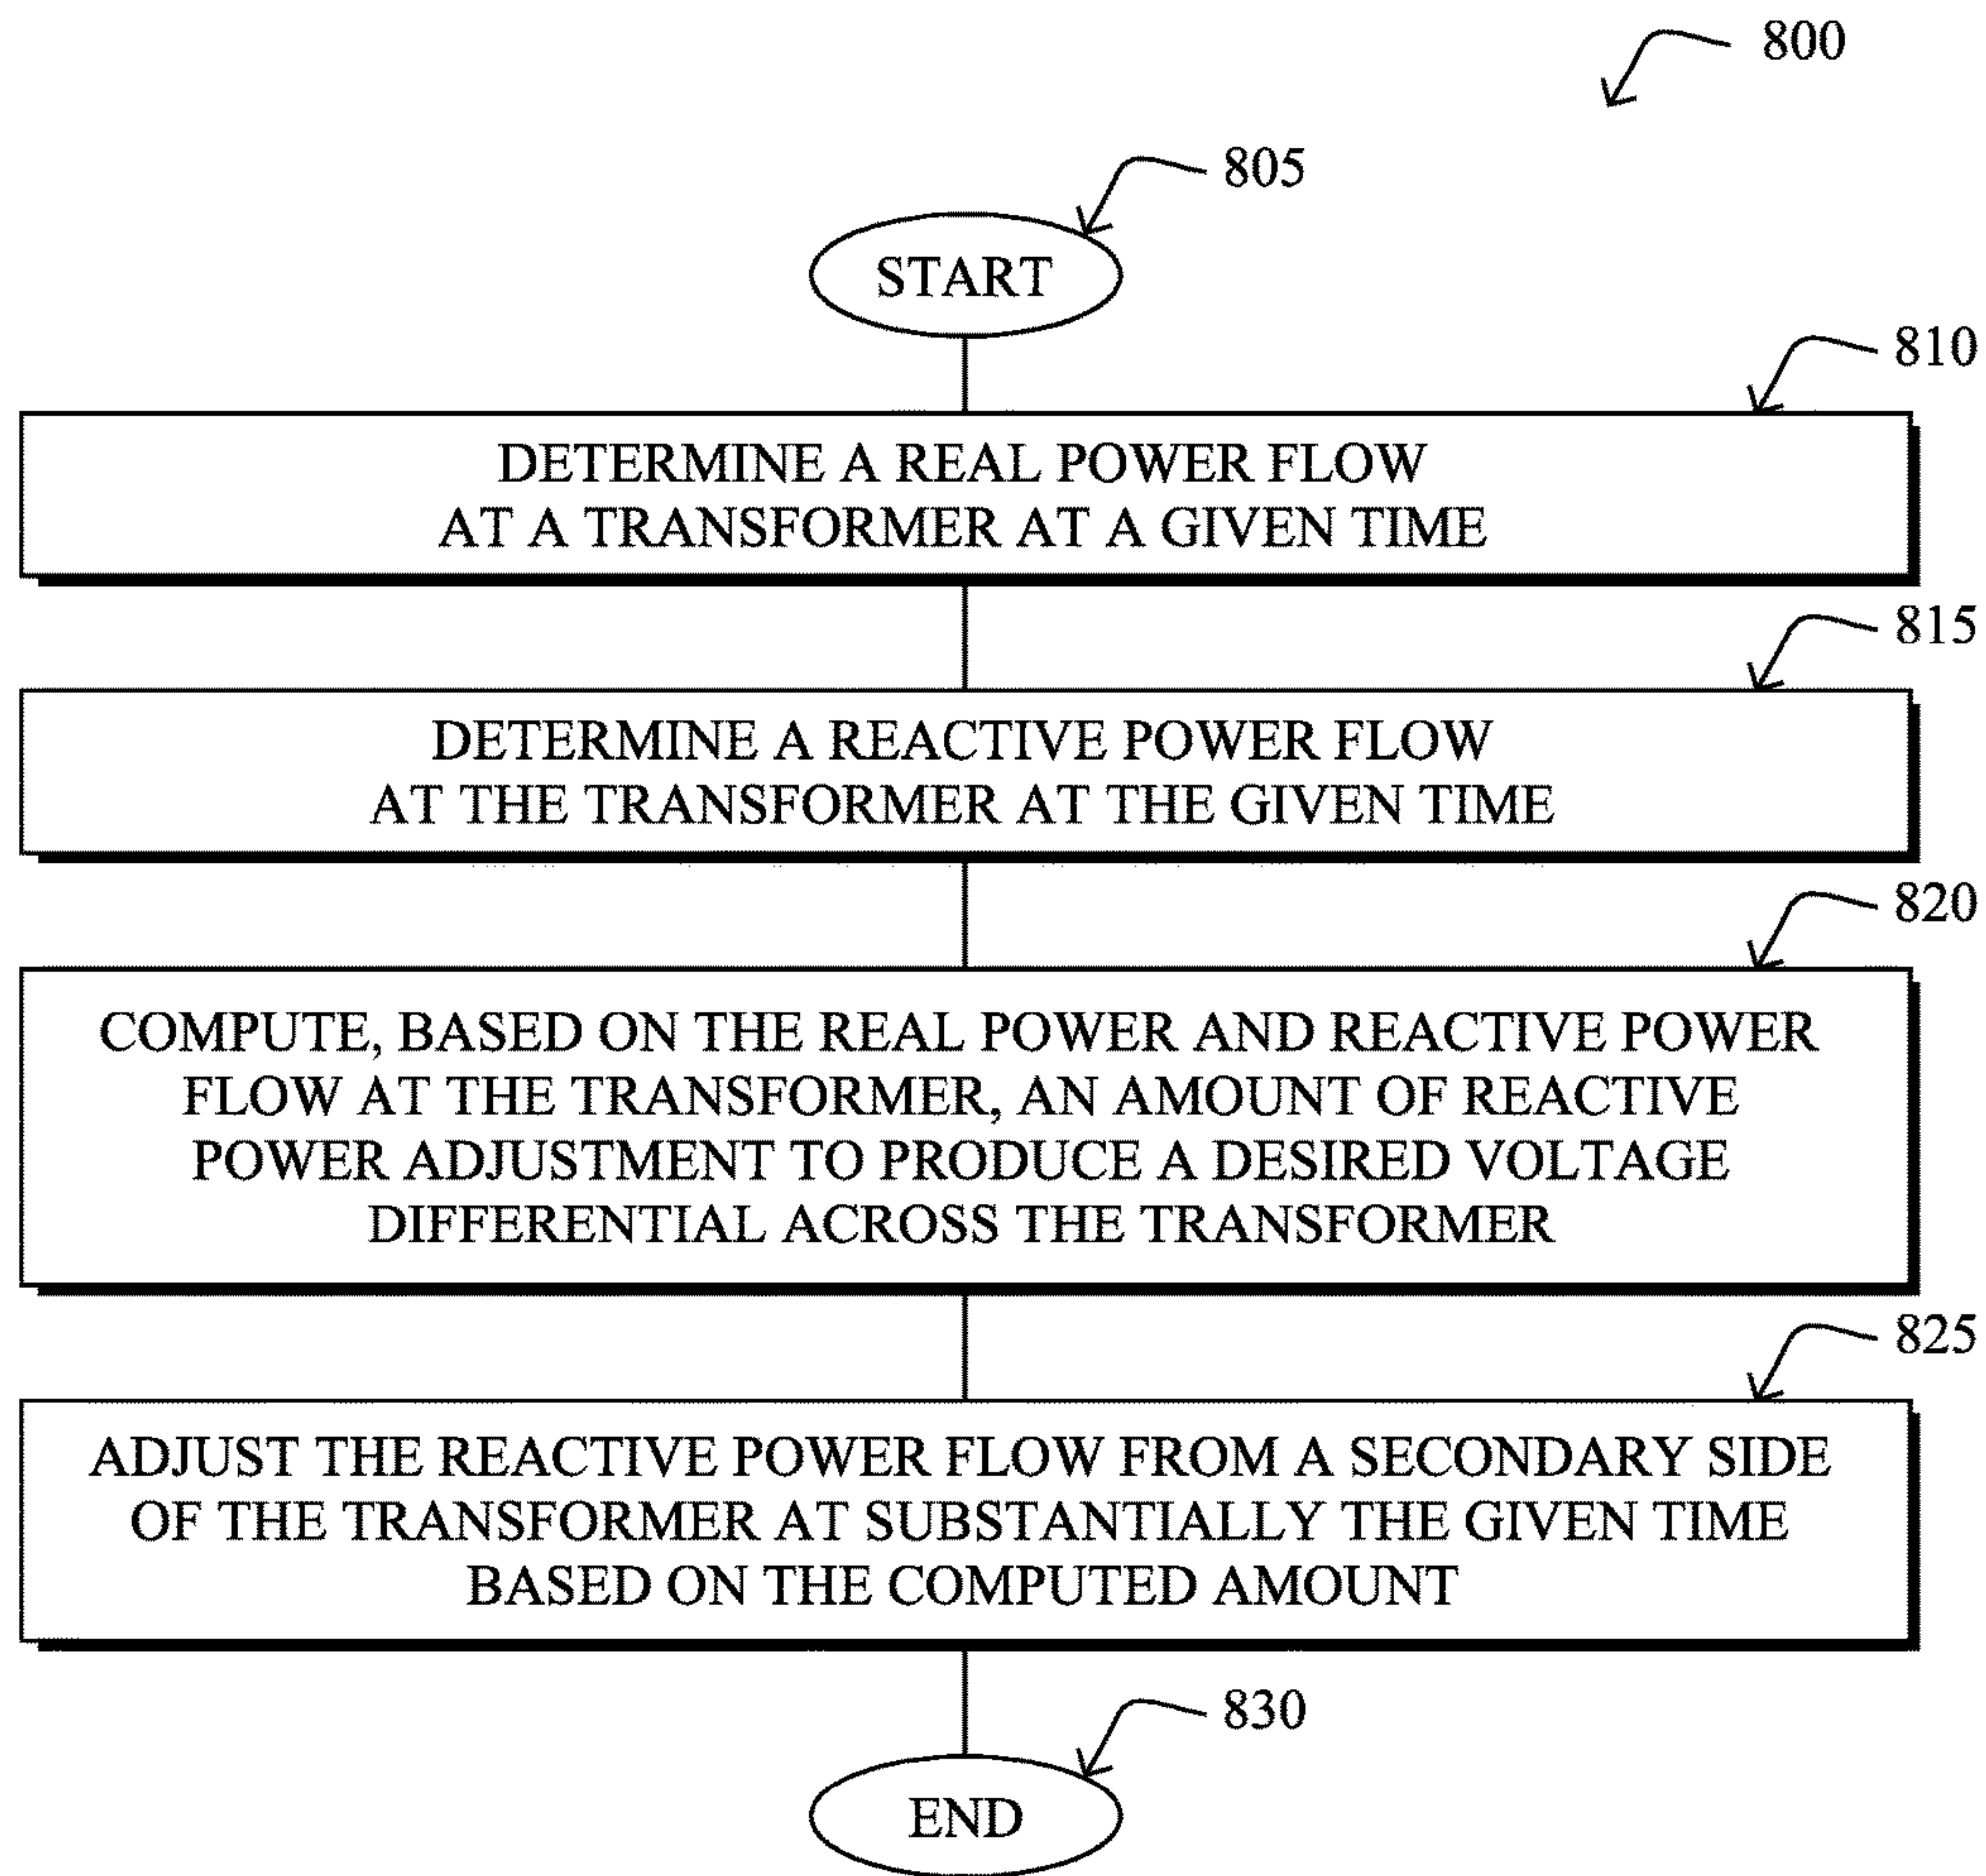 800
805
START
810
DETERMINE A REAL POWER FLOW
AT A TRANSFORMER AT A GIVEN TIME
815
DETERMINE A REACTIVE POWER FLOW
AT THE TRANSFORMER AT THE GIVEN TIME
820
COMPUTE, BASED ON THE REAL POWER AND REACTIVE POWER
FLOW AT THE TRANSFORMER, AN AMOUNT OF REACTIVE
POWER ADJUSTMENT TO PRODUCE A DESIRED VOLTAGE
DIFFERENTIAL ACROSS THE TRANSFORMER
825
ADJUST THE REACTIVE POWER FLOW FROM A SECONDARY SIDE
OF THE TRANSFORMER AT SUBSTANTIALLY THE GIVEN TIME
BASED ON THE COMPUTED AMOUNT
830
END